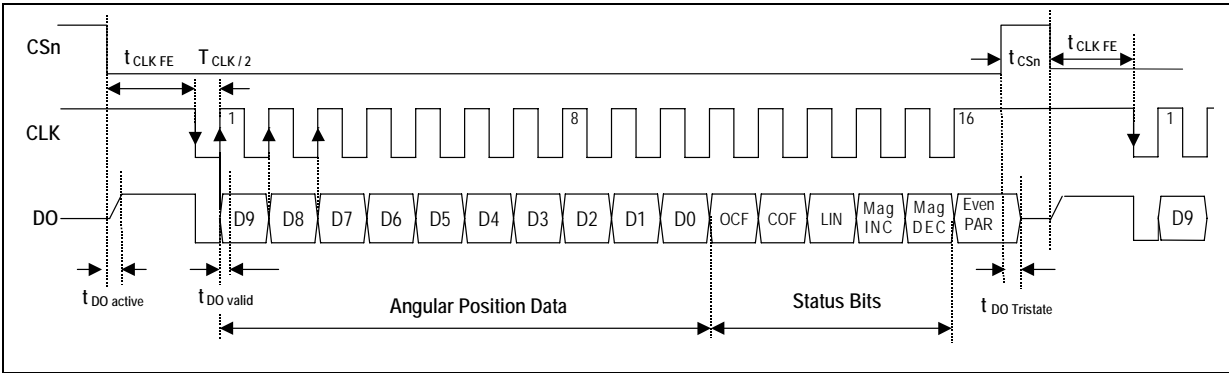 CSn
t CLK FE
T CLK / 2
t CSn
t CLK FE
CLK
1
8
16
1
DO
D9
D8
D7
D6
D5
D4
D3
D2
D1
D0
OCF
COF
LIN
Mag
INC
Mag
DEC
Even
PAR
D9
t DO active
t DO valid
Angular Position Data
Status Bits
t DO Tristate